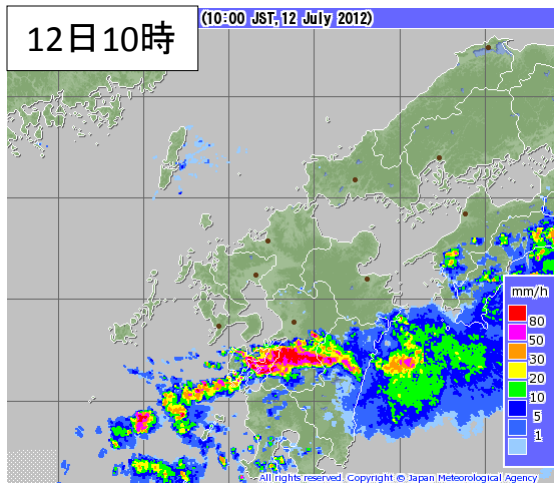 12日10時
(10:00 JST, 12 July 2012)
mm/h
80
50
30
20
10
5
1
All rights reserved. Copyright © Japan Meteorological Agency